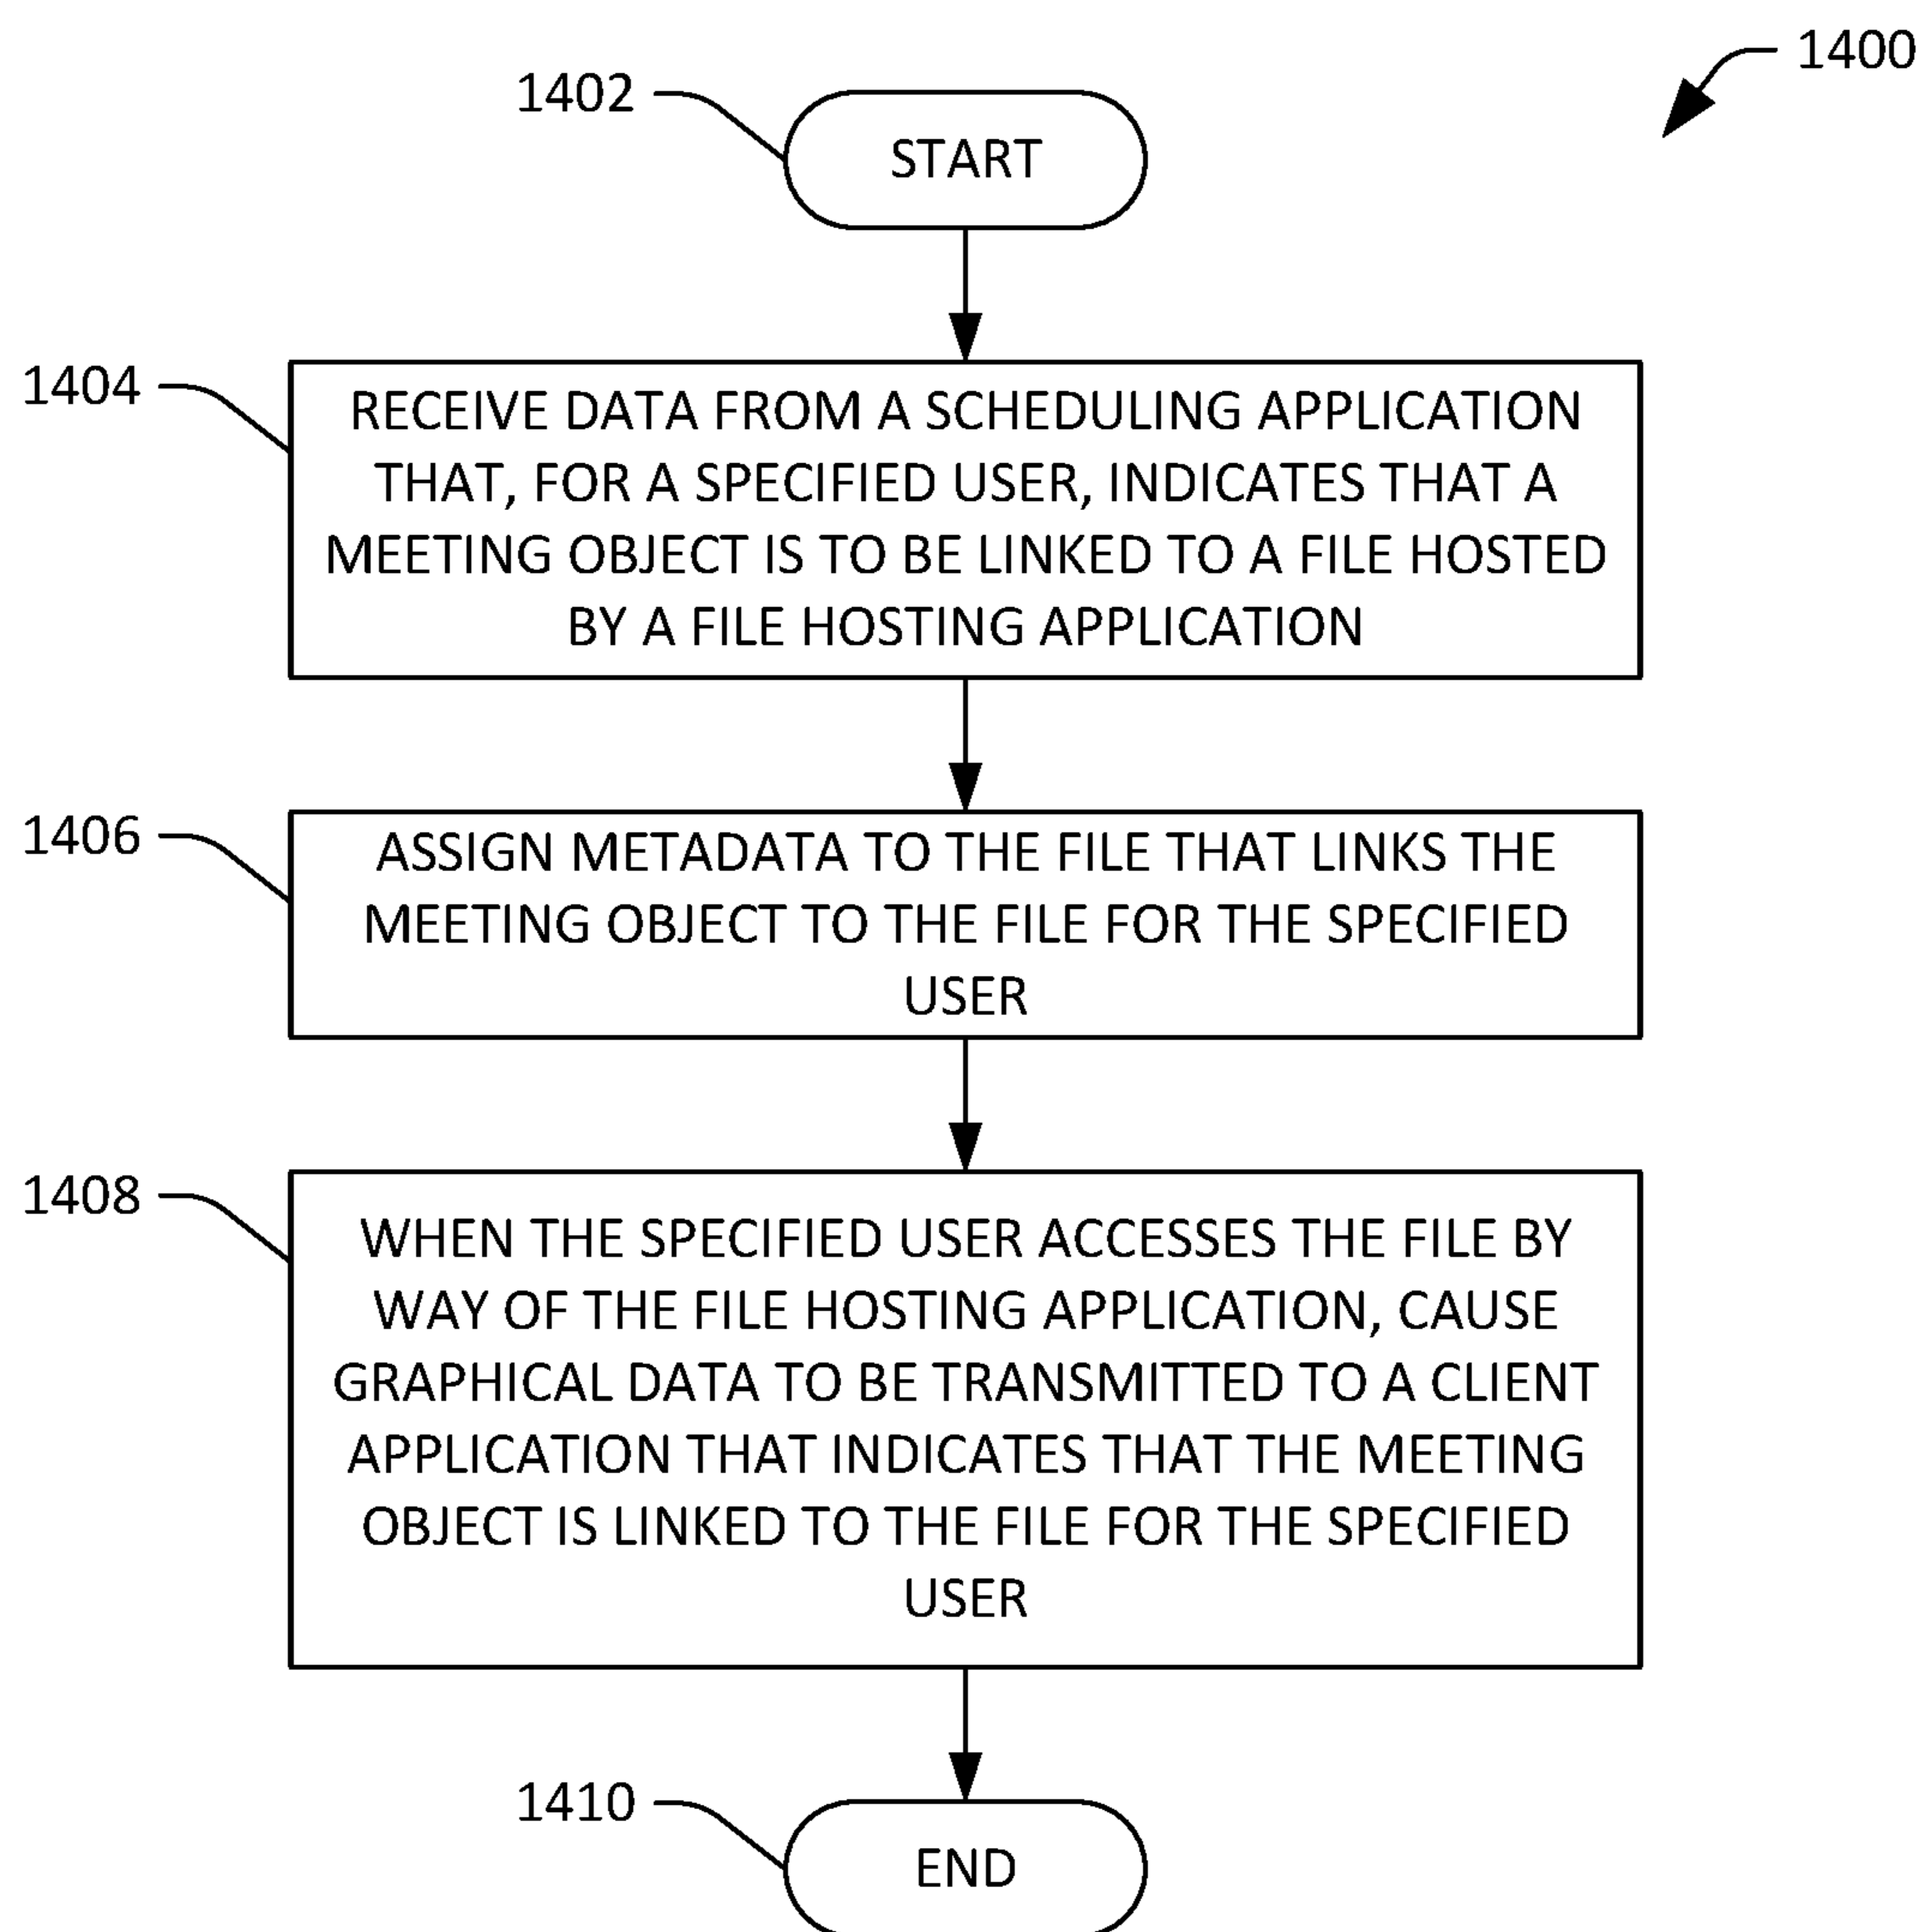 1400
1402
START
1404
RECEIVE DATA FROM A SCHEDULING APPLICATION
THAT, FOR A SPECIFIED USER, INDICATES THAT A
MEETING OBJECT IS TO BE LINKED TO A FILE HOSTED
BY A FILE HOSTING APPLICATION
1406
ASSIGN METADATA TO THE FILE THAT LINKS THE
MEETING OBJECT TO THE FILE FOR THE SPECIFIED
USER
1408
WHEN THE SPECIFIED USER ACCESSES THE FILE BY
WAY OF THE FILE HOSTING APPLICATION, CAUSE
GRAPHICAL DATA TO BE TRANSMITTED TO A CLIENT
APPLICATION THAT INDICATES THAT THE MEETING
OBJECT IS LINKED TO THE FILE FOR THE SPECIFIED
USER
1410
END